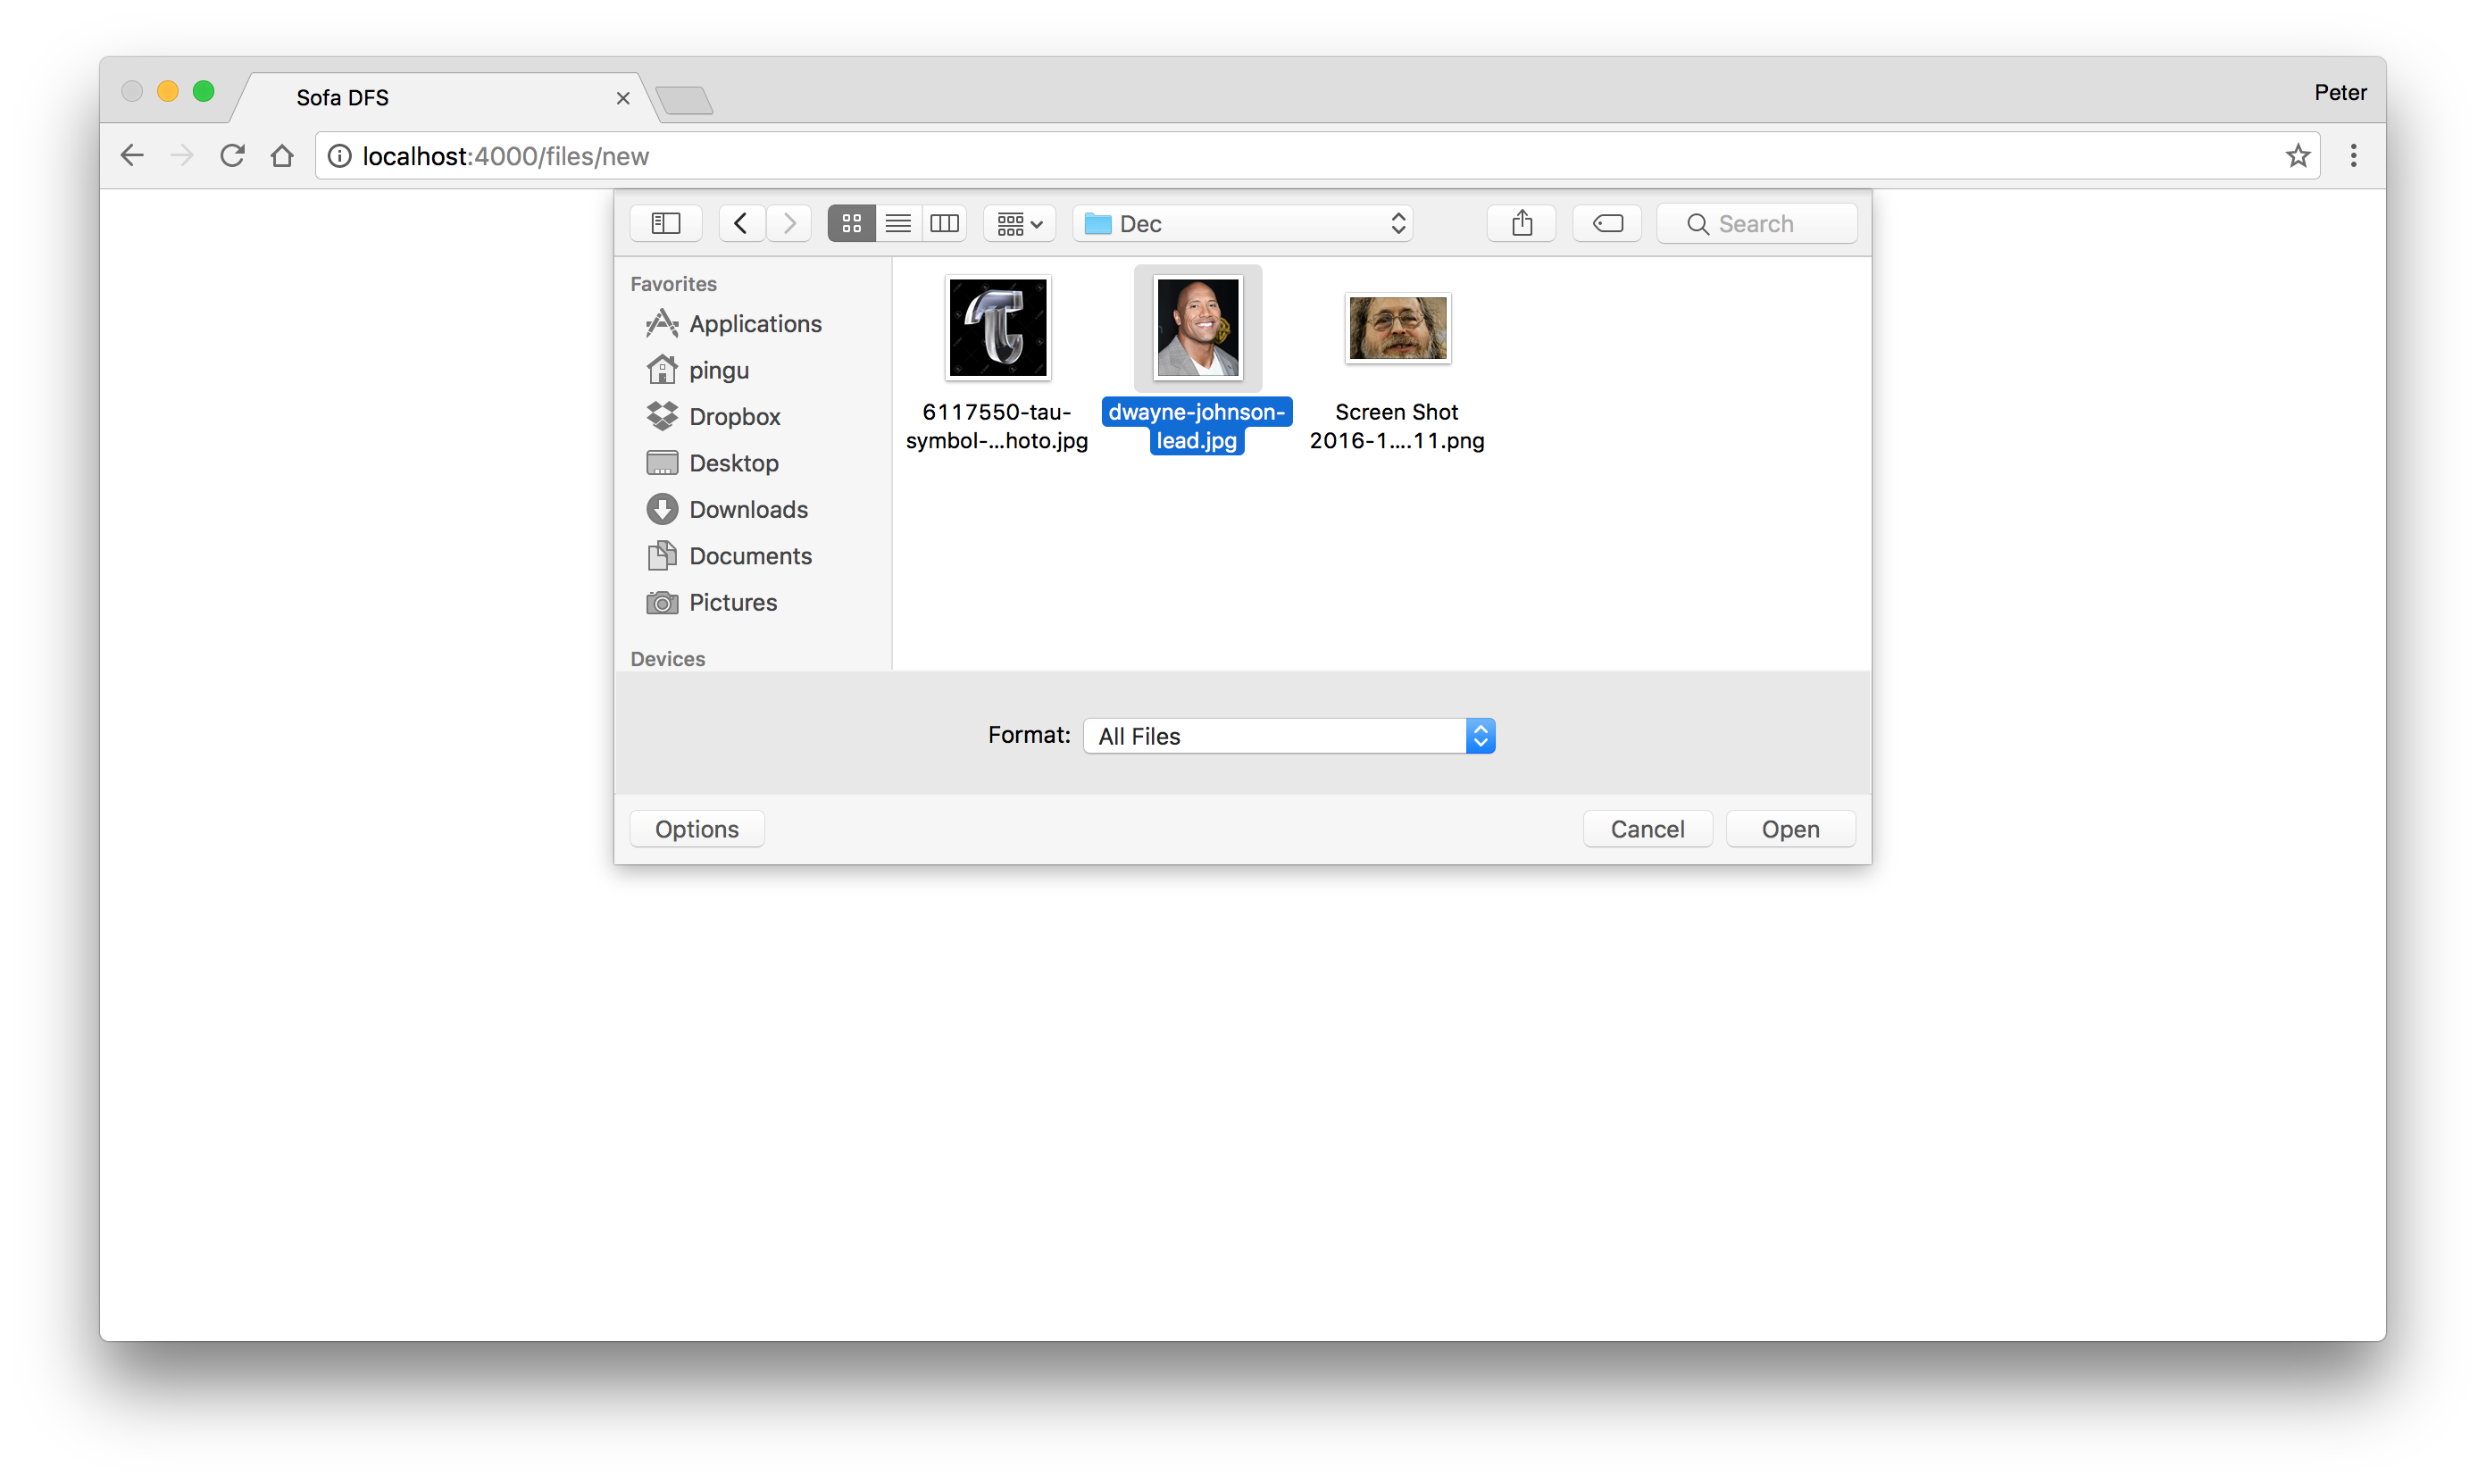 Sofa DFS
Peter
localhost:4000/files/new
Dec
Search
Favorites
Applications
pingu
Dropbox
Desktop
Downloads
Documents
Pictures
Devices
6117550-tau-
symbol-...hoto.jpg
dwayne-johnson-
lead.jpg
Screen Shot
2016-1....11.png
Format:
All Files
Options
Cancel
Open